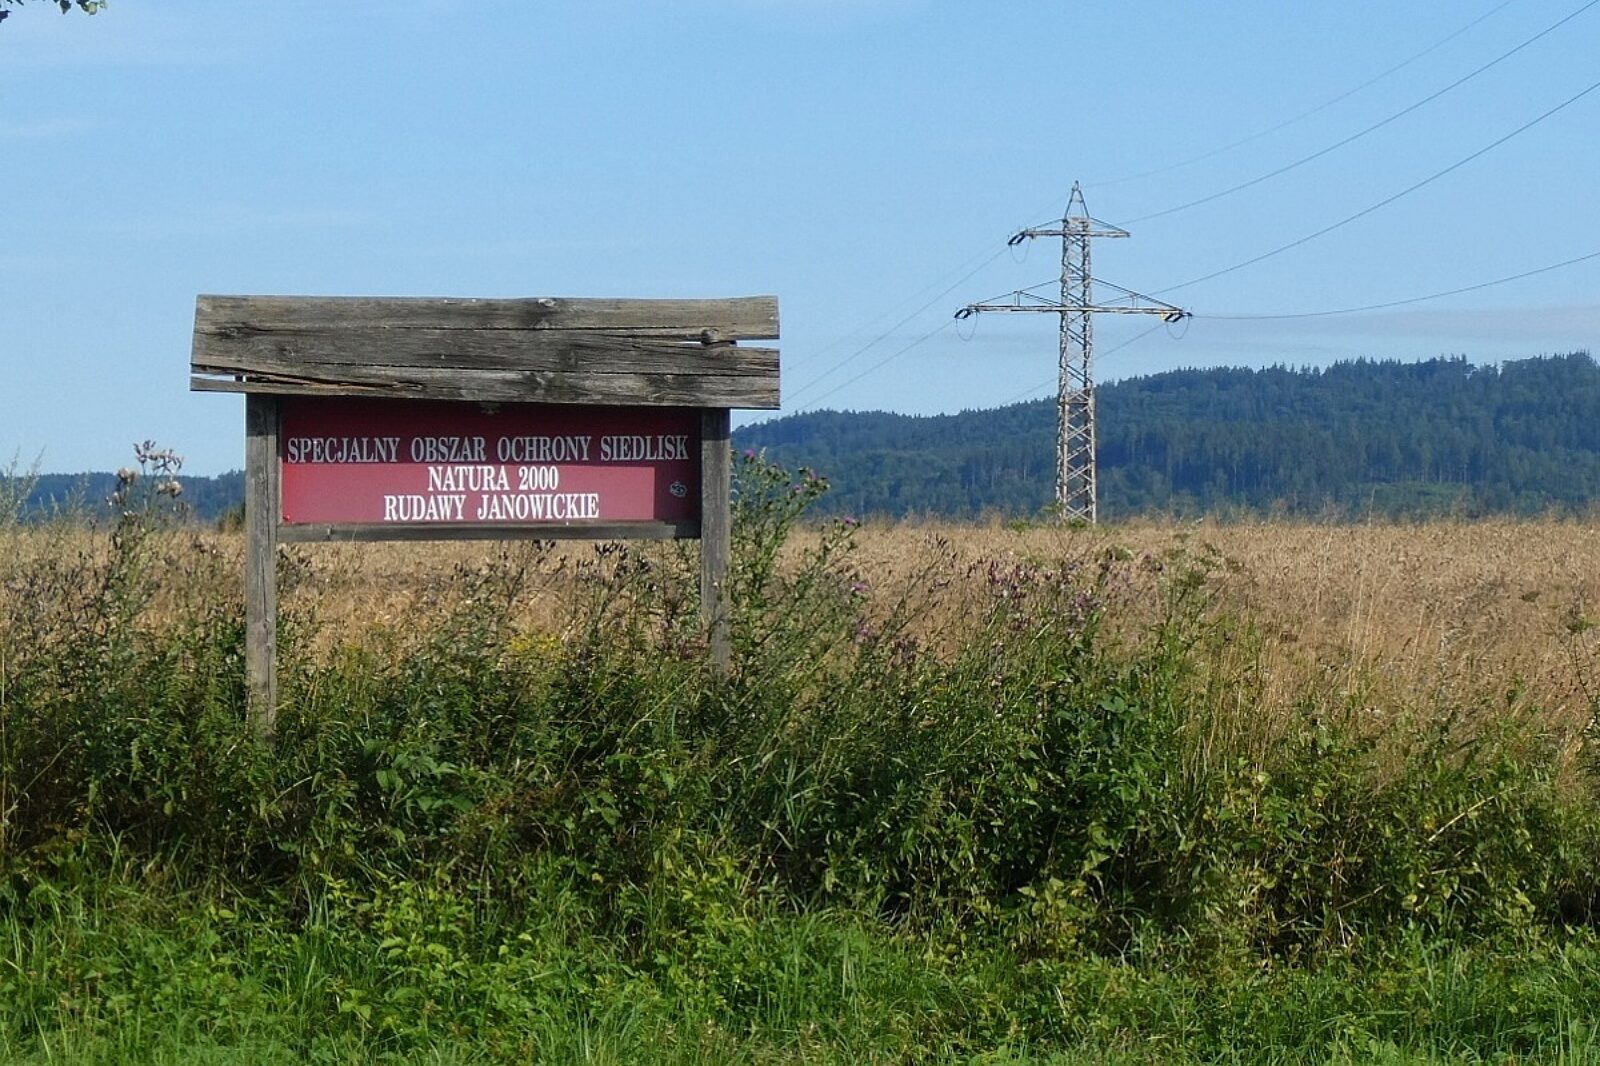 SPECJALNY OBSZAR OCHRONY SIEDLISK
NATURA 2000
RUDAWY JANOWICKIE